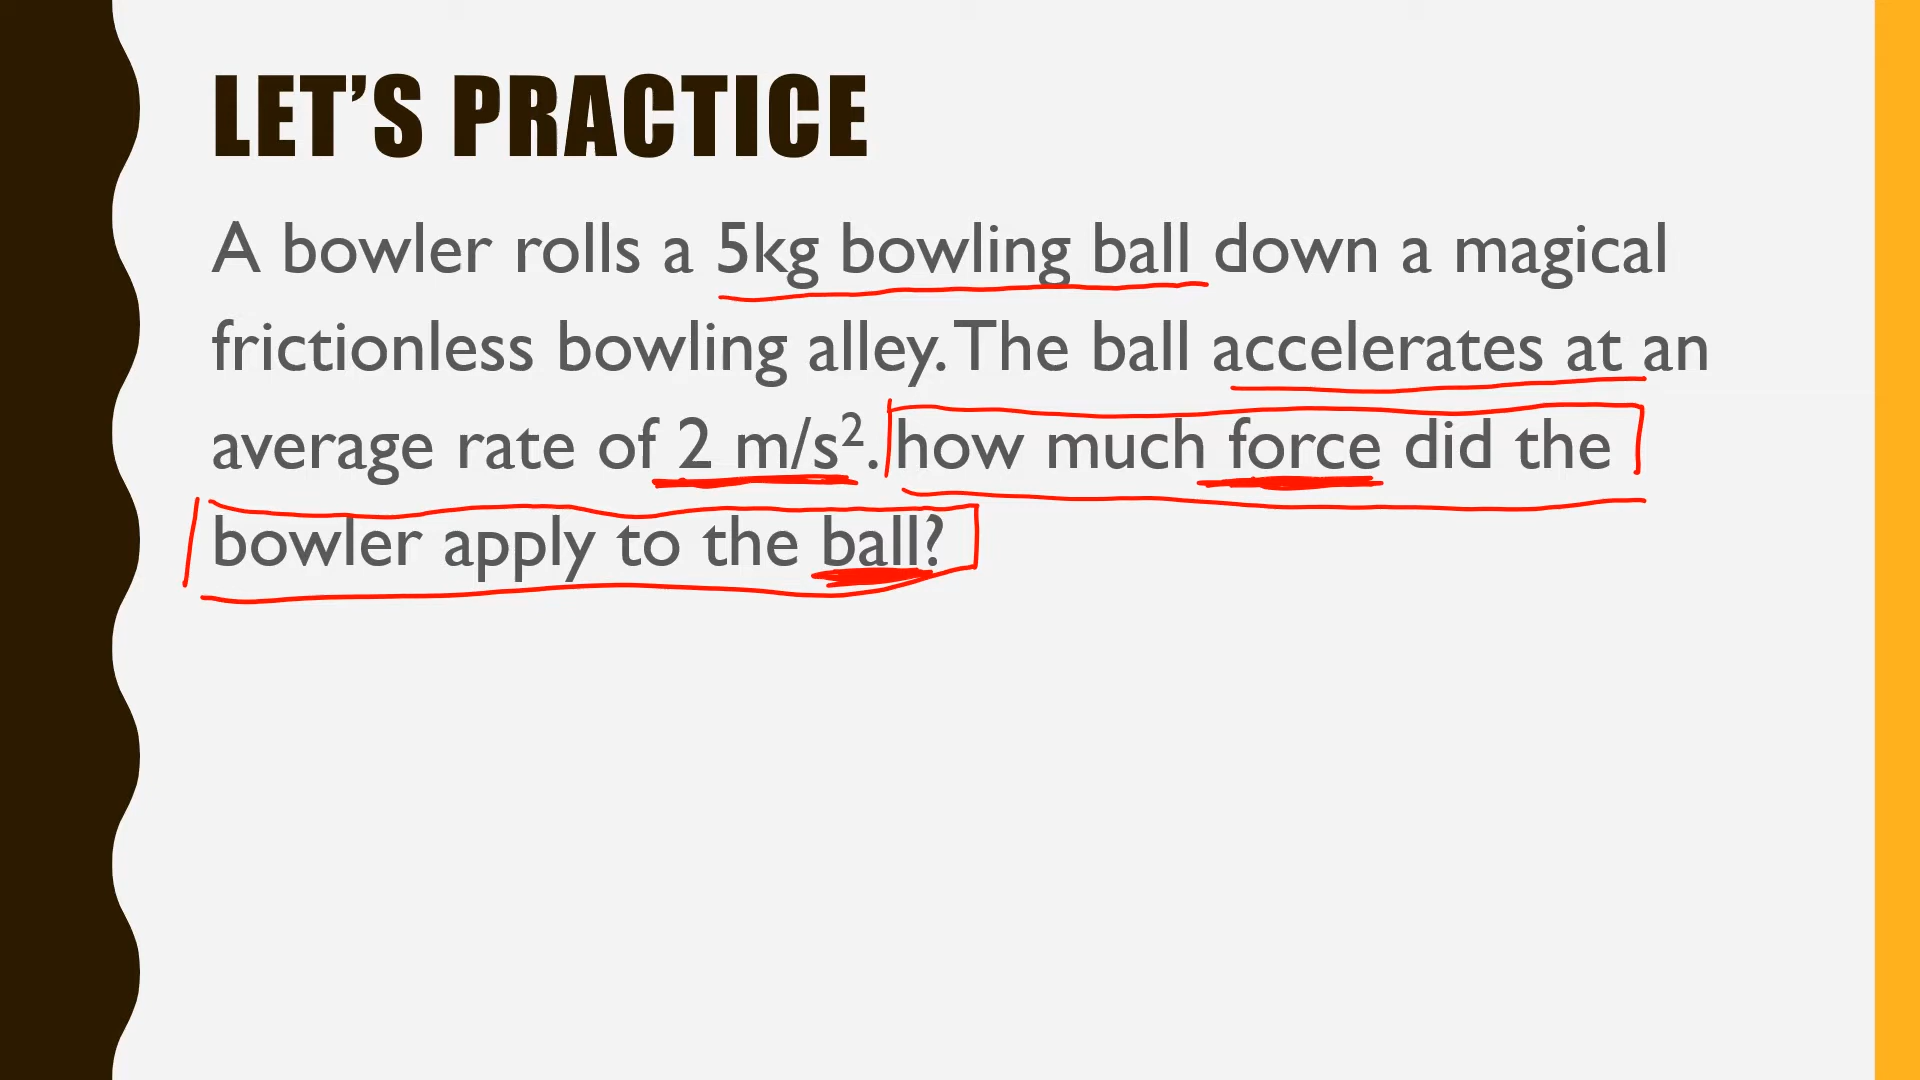 LET'S PRACTICE
A bowler rolls a 5kg bowling ball down a magical
frictionless bowling alley. The ball accelerates at an
average rate of 2 m/s². how much force did the
bowler apply to the ball?